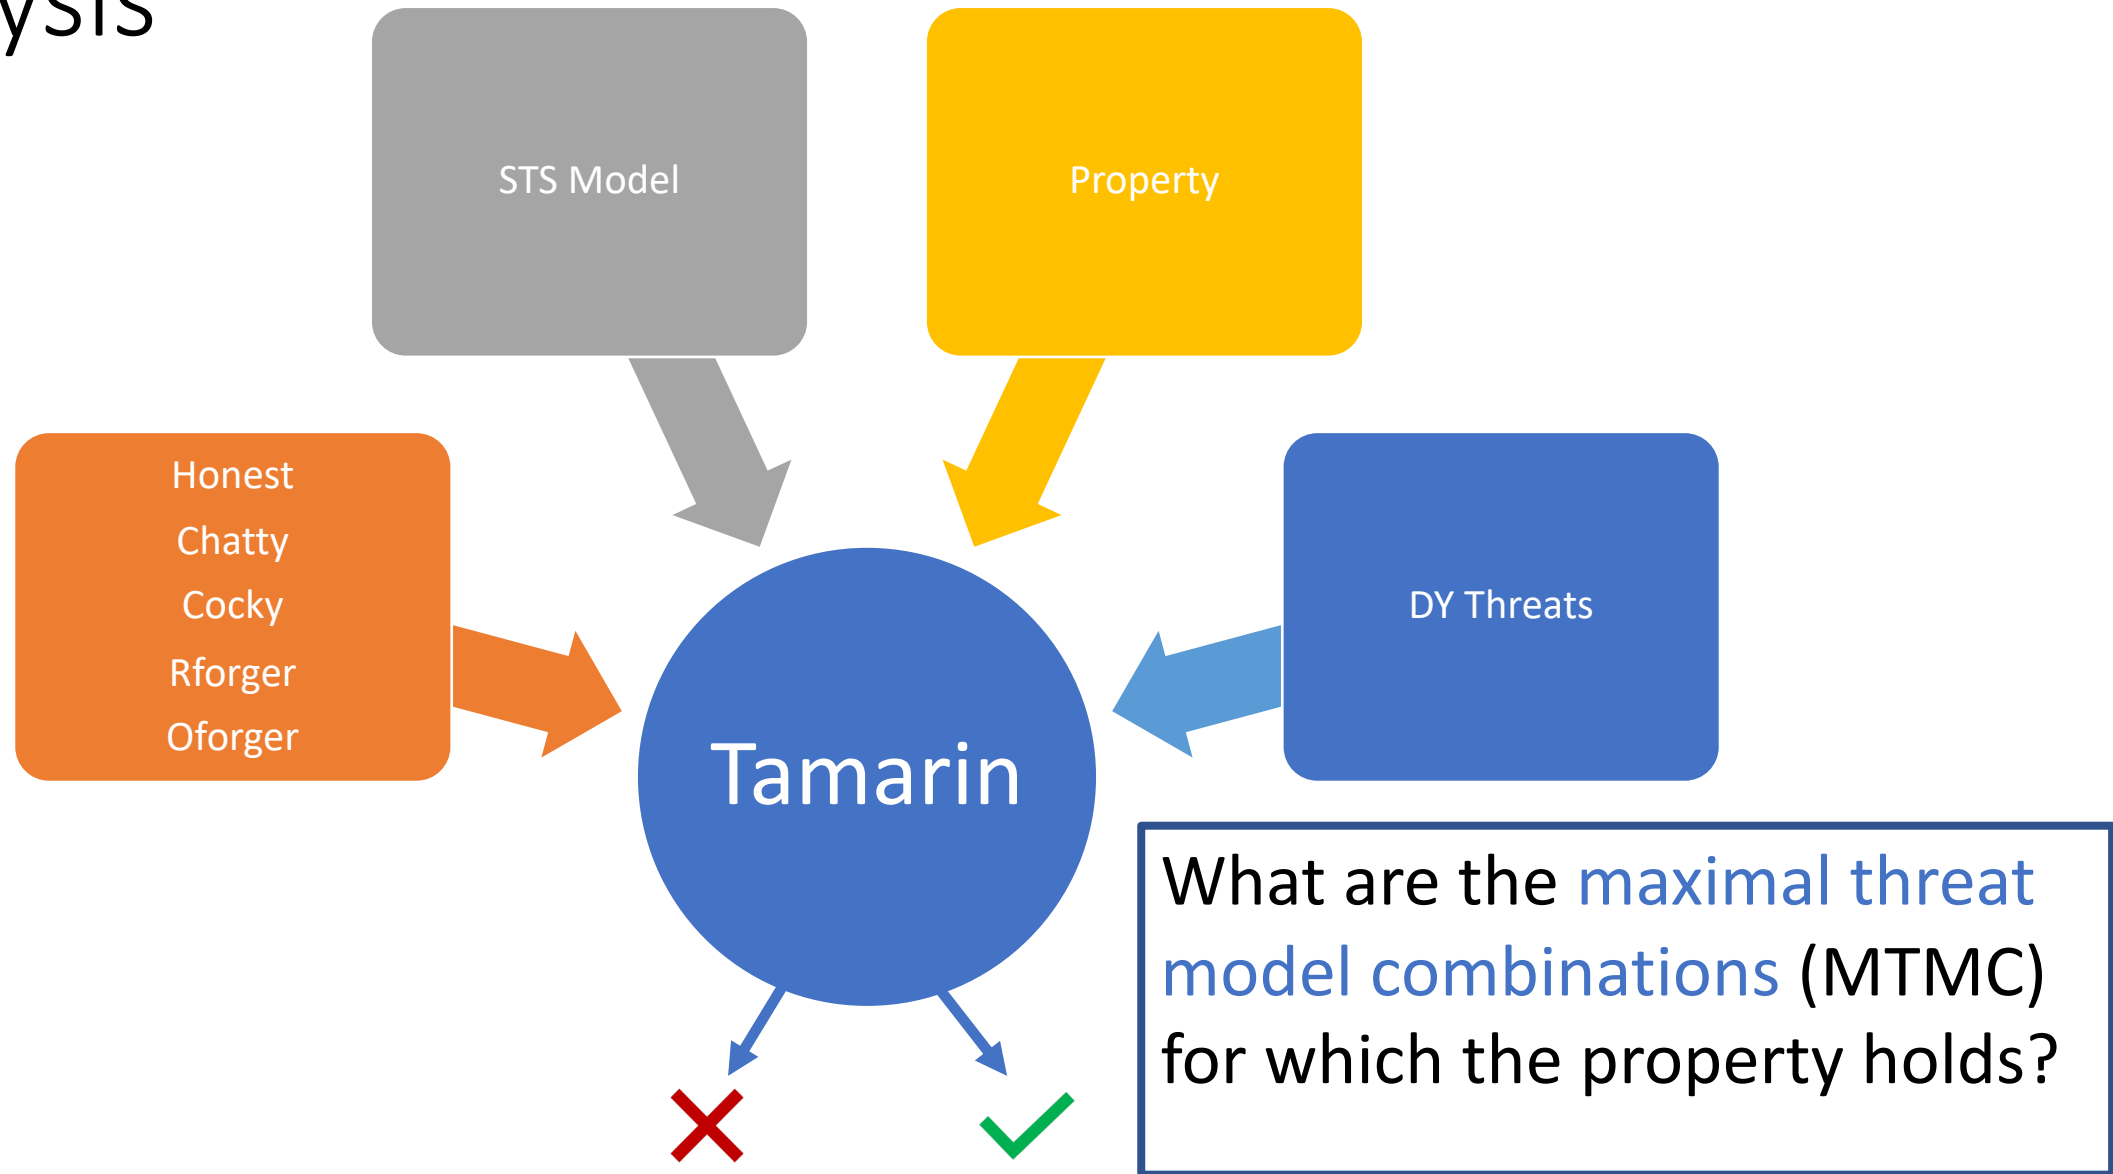 ysis
STS Model
Property
Honest
Chatty
Cocky
Rforger
Oforger
DY Threats
Tamarin
What are the maximal threat
model combinations (MTMC)
for which the property holds?